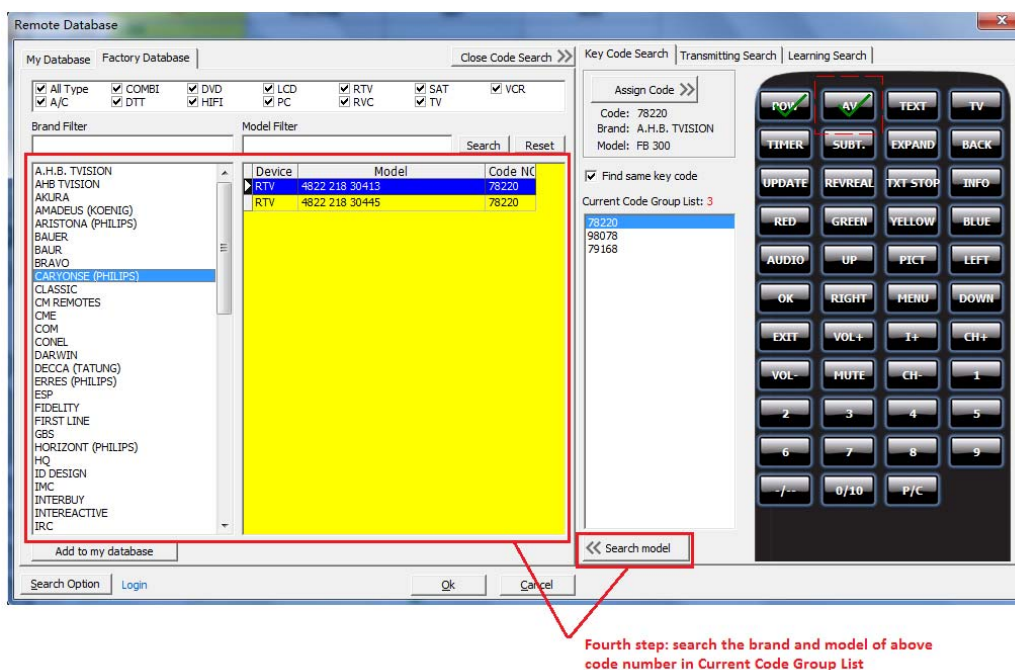 Remote Database
My Database
Factory Database
Close Code Search >>
All Type
COMBI
DVD
LCD
RTV
SAT
VCR
A/C
DTT
HIFI
PC
RVC
TV
Brand Filter
Model Filter
Search
Reset
A.H.B. TVISION
AHB TVISION
AKURA
AMADEUS (KOENIG)
ARISTONA (PHILIPS)
BAUER
BAUR
BRAVO
CARYONSE (PHILIPS)
CLASSIC
CM REMOTES
CME
COM
CONEL
DARWIN
DECCA (TATUNG)
ERRES (PHILIPS)
ESP
FIDELITY
FIRST LINE
GBS
HORIZONT (PHILIPS)
HQ
ID DESIGN
IMC
INTERBUY
INTEREACTIVE
IRC
Device Model Code NO
RTV 4822 218 30413 78220
RTV 4822 218 30445 78220
Add to my database
Search Option
Login
Ok
Cancel
Key Code Search
Transmitting Search
Learning Search
Assign Code >>
Code: 78220
Brand: A.H.B. TVISION
Model: FB 300
Find same key code
Current Code Group List: 3
78220
98078
79168
<< Search model
POW AV TEXT TV
TIMER SUBT. EXPAND BACK
UPDATE REVREAL TXT STOP INFO
RED GREEN YELLOW BLUE
AUDIO UP PICT LEFT
OK RIGHT MENU DOWN
EXIT VOL+ I+ CH+
VOL- MUTE CH- 1
2 3 4 5
6 7 8 9
-/-- 0/10 P/C
Fourth step: search the brand and model of above
code number in Current Code Group List